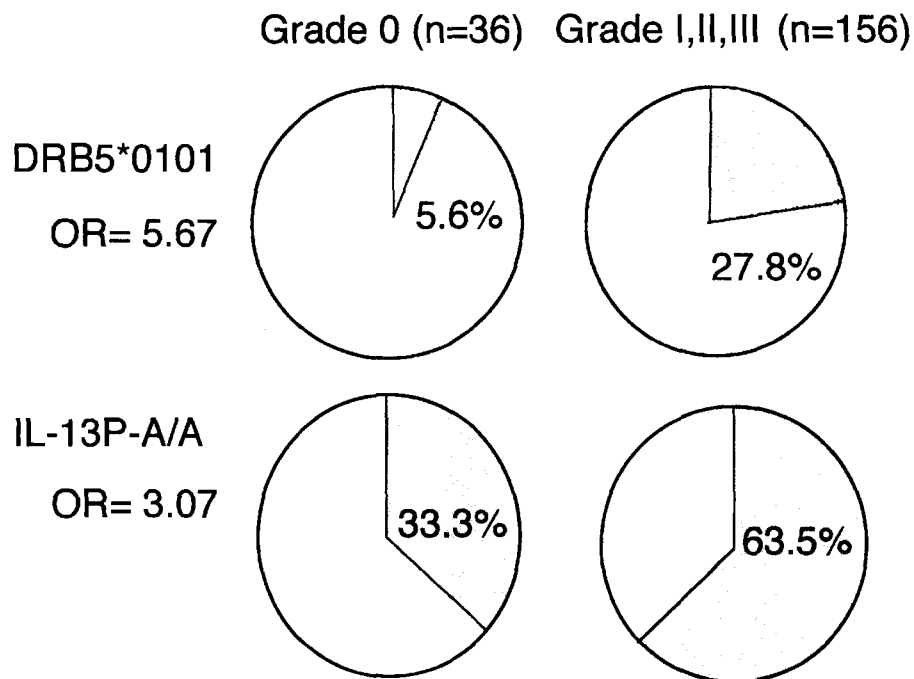 Grade 0 (n=36) Grade I,II,III (n=156)
DRB5*0101
OR= 5.67
5.6%
27.8%
IL-13P-A/A
OR= 3.07
33.3%
63.5%